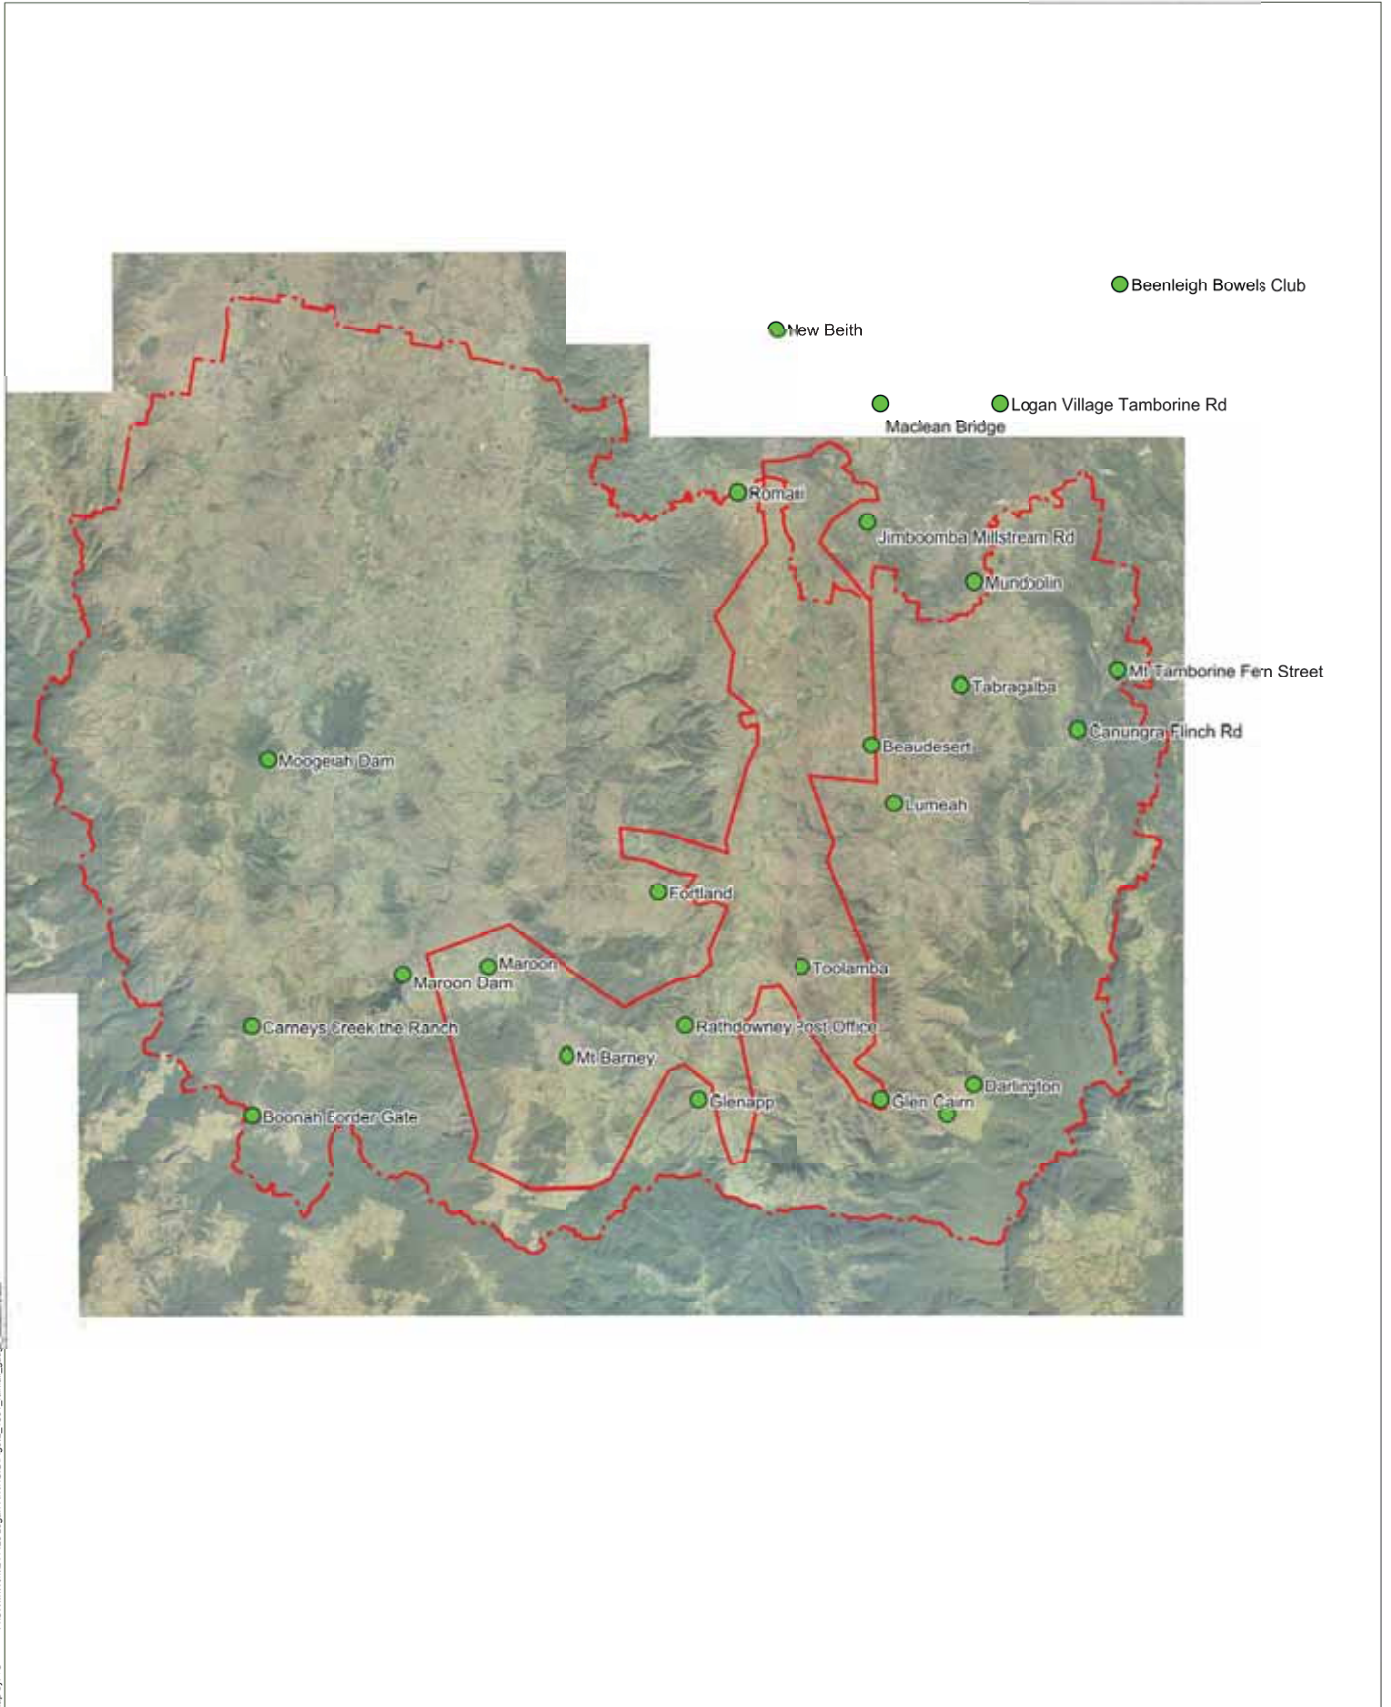 Beenleigh Bowels Club
New Beith
Logan Village Tamborine Rd
Maclean Bridge
Romani
Jimboomba Millstream Rd
Mundoolin
Mt Tamborine Fern Street
Tabragalba
Canungra Flinch Rd
Beaudesert
Moogerah Dam
Lumeah
Fortland
Maroon
Toolamba
Maroon Dam
Carneys Creek the Ranch
Rathdowney Post Office
Mt Barney
Darlington
Glenapp
Glen Cairn
Boonah Border Gate